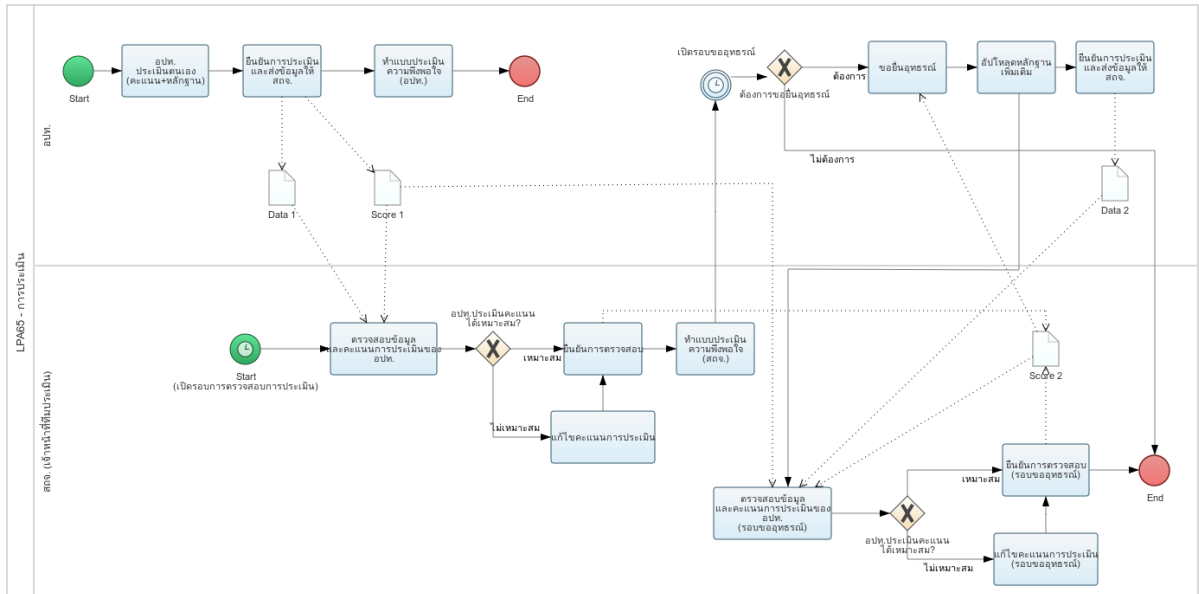 LPA65 - การประเมิน
อปท.
Start
อปท.
ประเมินตนเอง
(คะแนน+หลักฐาน)
ยืนยันการประเมิน
และส่งข้อมูลให้
สถจ.
ทำแบบประเมิน
ความพึงพอใจ
(อปท.)
End
Data 1
Score 1
เปิดรอบขออุทธรณ์
ต้องการขอยื่นอุทธรณ์
ต้องการ
ไม่ต้องการ
ขอยื่นอุทธรณ์
อัปโหลดหลักฐาน
เพิ่มเติม
ยืนยันการประเมิน
และส่งข้อมูลให้
สถจ.
Data 2
สถจ. (เจ้าหน้าที่ทีมประเมิน)
Start
(เปิดรอบการตรวจสอบการประเมิน)
ตรวจสอบข้อมูล
และคะแนนการประเมินของ
อปท.
อปท.ประเมินคะแนน
ได้เหมาะสม?
เหมาะสม
ไม่เหมาะสม
ยืนยันการตรวจสอบ
แก้ไขคะแนนการประเมิน
ทำแบบประเมิน
ความพึงพอใจ
(สถจ.)
Score 2
ตรวจสอบข้อมูล
และคะแนนการประเมินของ
อปท.
(รอบขออุทธรณ์)
อปท.ประเมินคะแนน
ได้เหมาะสม?
เหมาะสม
ไม่เหมาะสม
ยืนยันการตรวจสอบ
(รอบขออุทธรณ์)
แก้ไขคะแนนการประเมิน
(รอบขออุทธรณ์)
End